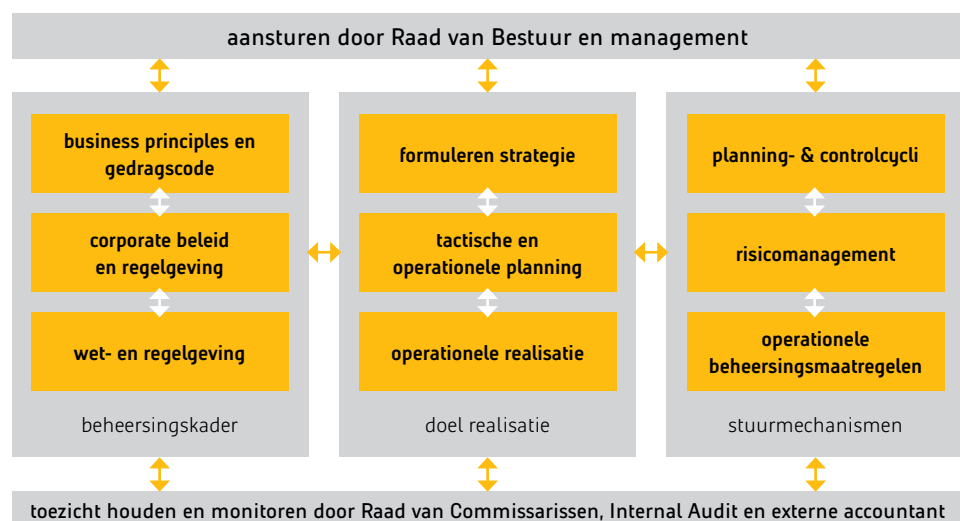 aansturen door Raad van Bestuur en management
business principles en
gedragscode
corporate beleid
en regelgeving
wet- en regelgeving
beheersingskader
formuleren strategie
tactische en
operationele planning
operationele realisatie
doel realisatie
planning- & controlcycli
risicomanagement
operationele
beheersingsmaatregelen
stuurmechanismen
toezicht houden en monitoren door Raad van Commissarissen, Internal Audit en externe accountant